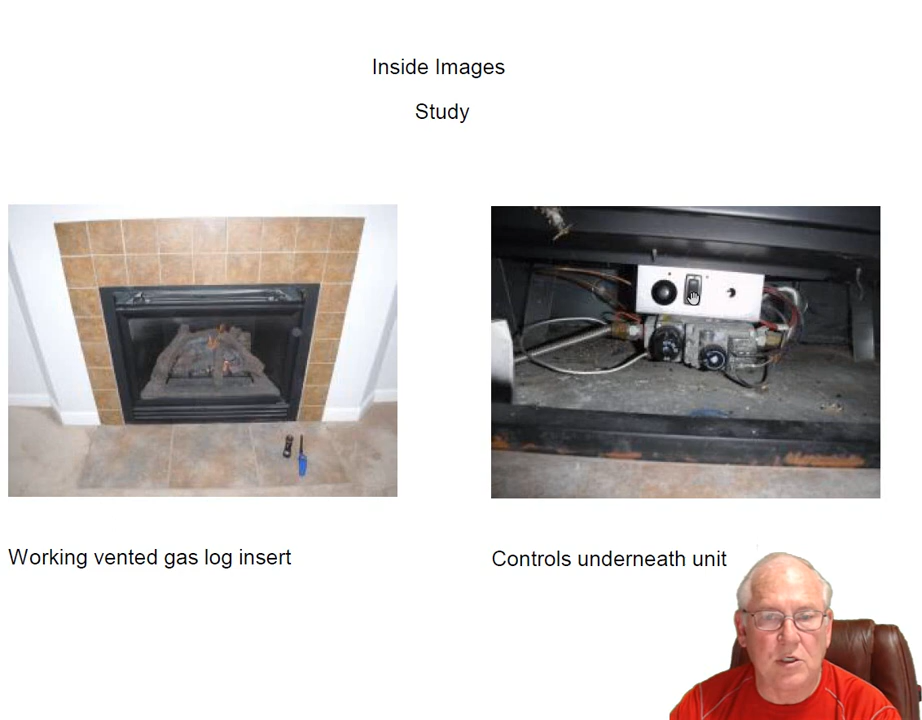 Inside Images
Study
Working vented gas log insert
Controls underneath unit